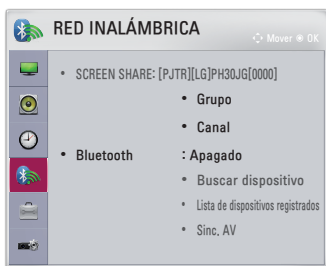 RED INALÁMBRICA
Mover ◉ OK
• SCREEN SHARE: [PJTR][LG]PH30JG[0000]
• Grupo
• Canal
• Bluetooth : Apagado
• Buscar dispositivo
• Lista de dispositivos registrados
• Sinc. AV